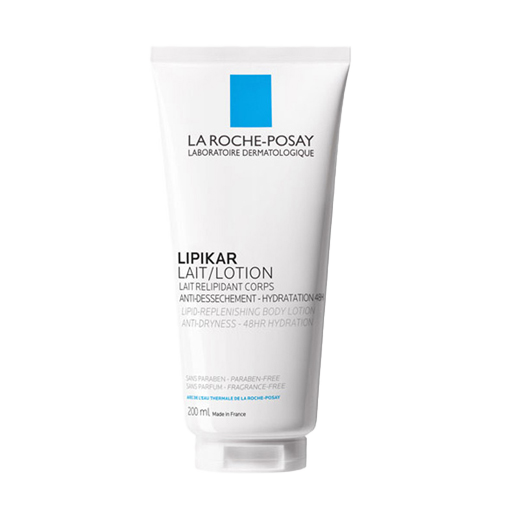 LA ROCHE-POSAY
LABORATOIRE DERMATOLOGIQUE
LIPIKAR
LAIT/LOTION
LAIT RELIPIDANT CORPS
ANTI-DESSECHEMENT - HYDRATATION 48H
LIPID-REPLENISHING BODY LOTION
ANTI-DRYNESS - 48HR HYDRATION
SANS PARABEN - PARABEN-FREE
SANS PARFUM - FRAGRANCE-FREE
AVEC DE L'EAU THERMALE DE LA ROCHE-POSAY
200 ml Made in France